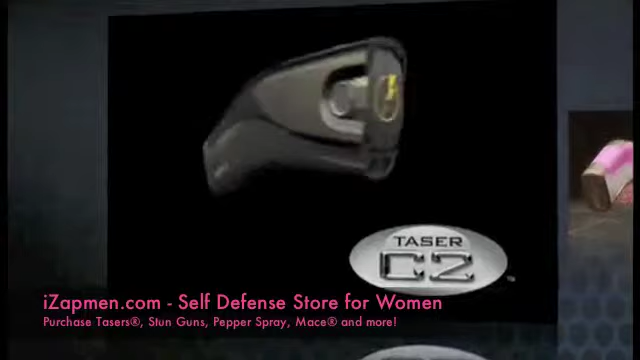 TASER
C2
iZapmen.com - Self Defense Store for Women
Purchase Tasers®, Stun Guns, Pepper Spray, Mace® and more!